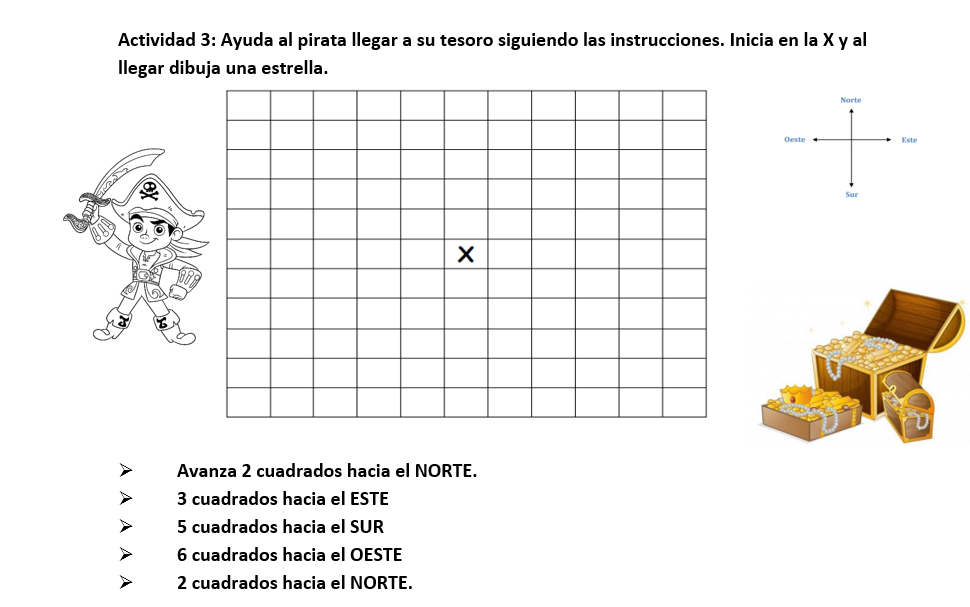 Actividad 3: Ayuda al pirata llegar a su tesoro siguiendo las instrucciones. Inicia en la X y al
llegar dibuja una estrella.
Norte
Oeste
Este
Sur
X
➢ Avanza 2 cuadrados hacia el NORTE.
➢ 3 cuadrados hacia el ESTE
➢ 5 cuadrados hacia el SUR
➢ 6 cuadrados hacia el OESTE
➢ 2 cuadrados hacia el NORTE.